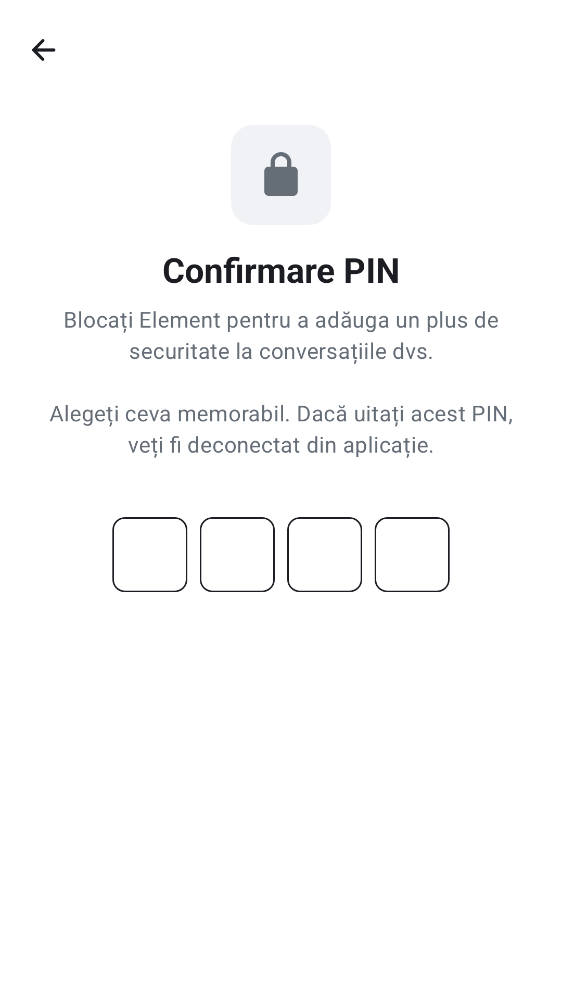 Confirmare PIN
Blocați Element pentru a adăuga un plus de
securitate la conversațiile dvs.
Alegeți ceva memorabil. Dacă uitați acest PIN,
veți fi deconectat din aplicație.